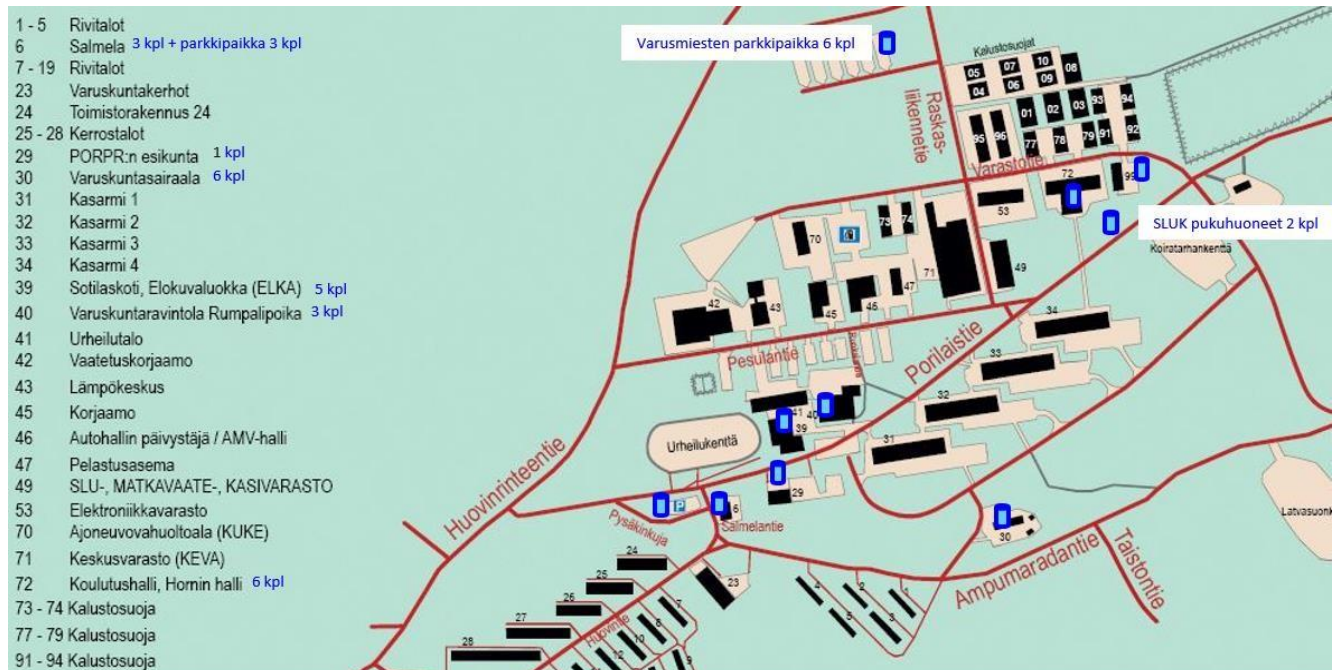 1 - 5 Rivitalot
6 Salmela 3 kpl + parkkipaikka 3 kpl
7 - 19 Rivitalot
23 Varuskuntakerhot
24 Toimistorakennus 24
25 - 28 Kerrostalot
29 PORPR:n esikunta 1 kpl
30 Varuskuntasairaala 6 kpl
31 Kasarmi 1
32 Kasarmi 2
33 Kasarmi 3
34 Kasarmi 4
39 Sotilaskoti, Elokuvaluokka (ELKA) 5 kpl
40 Varuskuntaravintola Rumpalipoika 3 kpl
41 Urheilutalo
42 Vaatetuskorjaamo
43 Lämpökeskus
45 Korjaamo
46 Autohallin päivystäjä / AMV-halli
47 Pelastusasema
49 SLU-, MATKAVAATE-, KASIVARASTO
53 Elektroniikkavarasto
70 Ajoneuvovahuoltoala (KUKE)
71 Keskusvarasto (KEVA)
72 Koulutushalli, Hornin halli 6 kpl
73 - 74 Kalustosuoja
77 - 79 Kalustosuoja
91 - 94 Kalustosuoja
Varusmiesten parkkipaikka 6 kpl
Kalustosuojat
05 07 10 08
04 06 09
01 02 03 93 94
95 96
77 78 79 91 92
Raskas-
liikennetie
Varastotie
72
99
53
SLUK pukuhuoneet 2 kpl
Koiratarhankenttä
70
73 74
71
49
47
42
43
45
46
34
Pesulantie
Porilaistie
33
32
41
40
39
31
Urheilukenttä
Huovinrinteentie
29
P
6
Pysäkinkuja
Salmelantie
30
Latvasuonk
Ampumaradantie
Taistontie
24
23
25
26
27
28
Huovintie
4
2
1
5
3
7
8
10
12
9